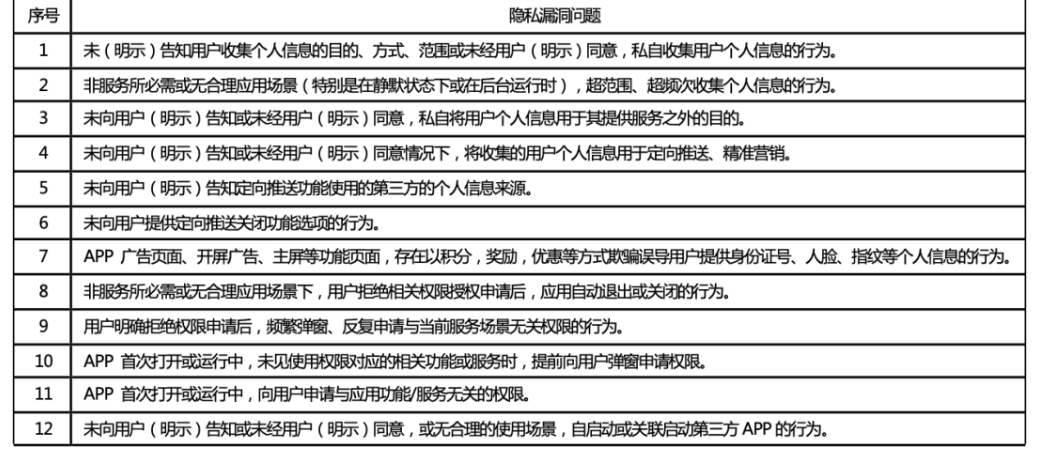 序号 隐私漏洞问题
1 未（明示）告知用户收集个人信息的目的、方式、范围或未经用户（明示）同意，私自收集用户个人信息的行为。
2 非服务所必需或无合理应用场景（特别是在静默状态下或在后台运行时），超范围、超频次收集个人信息的行为。
3 未向用户（明示）告知或未经用户（明示）同意，私自将用户个人信息用于其提供服务之外的目的。
4 未向用户（明示）告知或未经用户（明示）同意情况下，将收集的用户个人信息用于定向推送、精准营销。
5 未向用户（明示）告知定向推送功能使用的第三方的个人信息来源。
6 未向用户提供定向推送关闭功能选项的行为。
7 APP 广告页面、开屏广告、主屏等功能页面，存在以积分，奖励，优惠等方式欺骗误导用户提供身份证号、人脸、指纹等个人信息的行为。
8 非服务所必需或无合理应用场景下，用户拒绝相关权限授权申请后，应用自动退出或关闭的行为。
9 用户明确拒绝权限申请后，频繁弹窗、反复申请与当前服务场景无关权限的行为。
10 APP 首次打开或运行中，未见使用权限对应的相关功能或服务时，提前向用户弹窗申请权限。
11 APP 首次打开或运行中，向用户申请与应用功能/服务无关的权限。
12 未向用户（明示）告知或未经用户（明示）同意，或无合理的使用场景，自启动或关联启动第三方 APP 的行为。